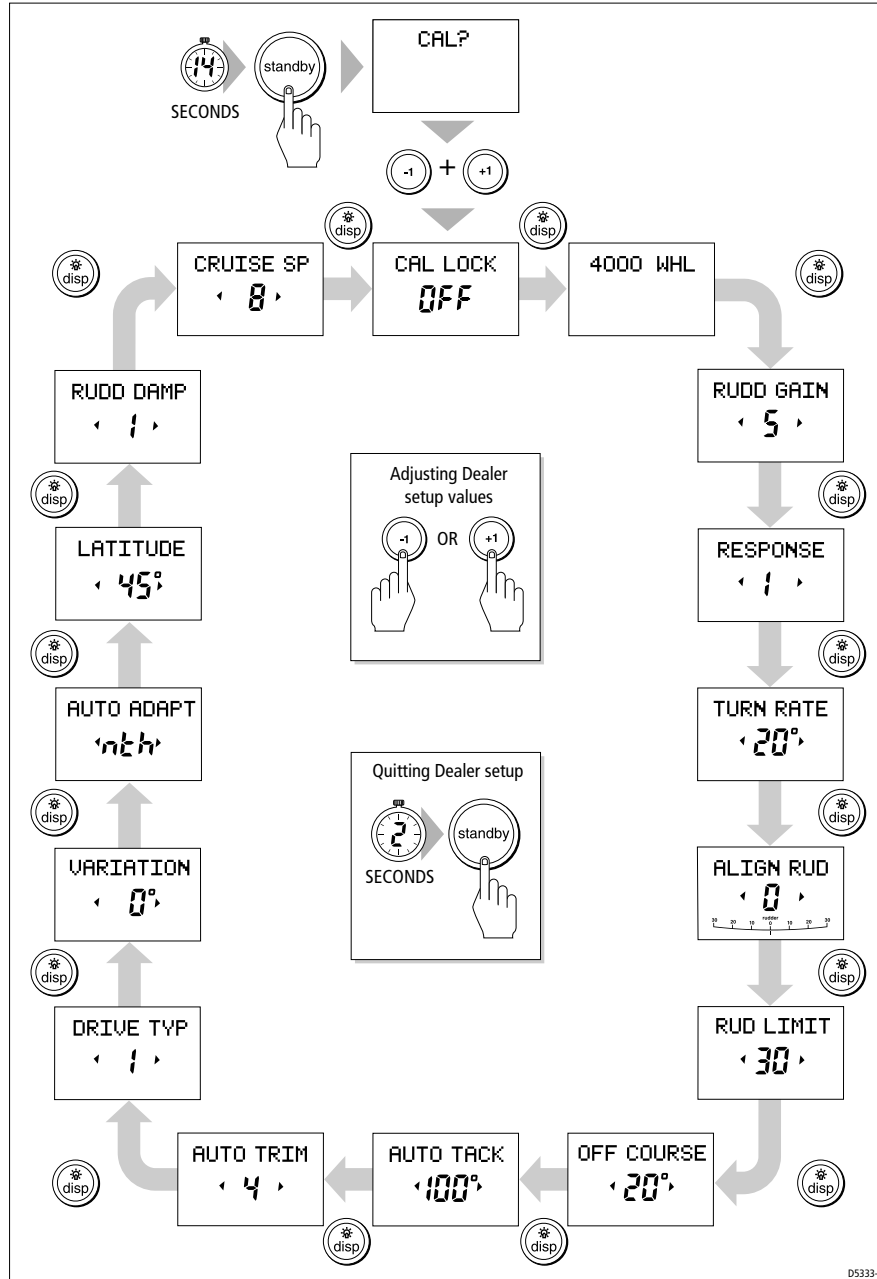 CAL?
14
standby
SECONDS
-1 + +1
disp
disp
disp
CRUISE SP
8
CAL LOCK
OFF
4000 WHL
disp
RUDD DAMP
1
RUDD GAIN
5
disp
Adjusting Dealer
setup values
-1 OR +1
disp
LATITUDE
45°
RESPONSE
1
disp
disp
AUTO ADAPT
nth
TURN RATE
20°
disp
Quitting Dealer setup
2
standby
SECONDS
disp
VARIATION
0°
ALIGN RUD
0
rudder
30 20 10 0 10 20 30
disp
disp
DRIVE TYP
1
RUD LIMIT
30
AUTO TRIM
4
AUTO TACK
100°
OFF COURSE
20°
disp
disp
disp
disp
D5333-